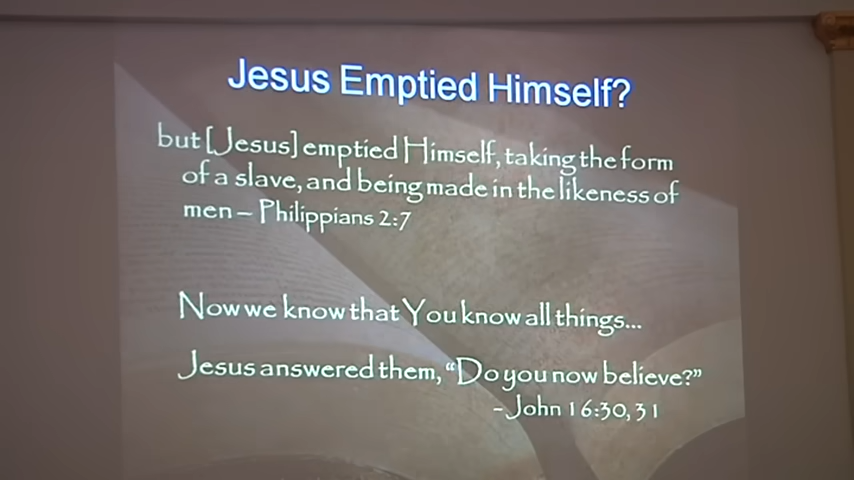 Jesus Emptied Himself?
but [Jesus] emptied Himself, taking the form
of a slave, and being made in the likeness of
men – Philippians 2:7
Now we know that You know all things...
Jesus answered them, “Do you now believe?”
- John 16:30, 31